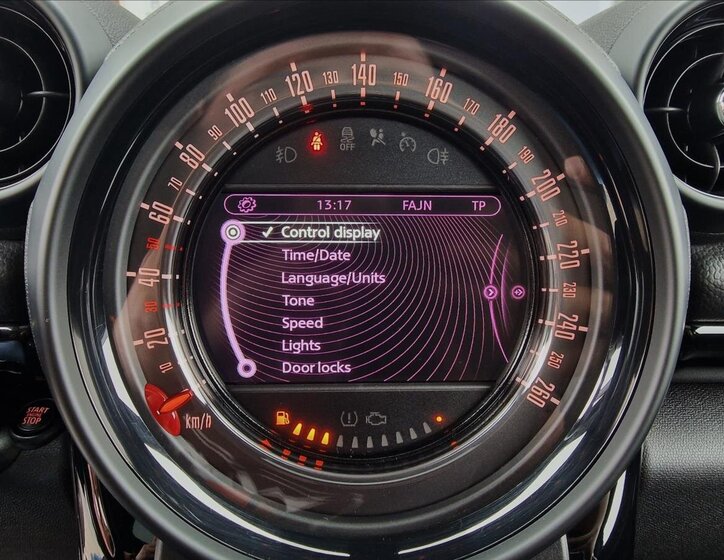 140
130
150
120
160
110
170
100
180
90
190
80
200
70
210
60
220
50
230
40
240
30
250
20
260
10
km/h
OFF
13:17 FAJN TP
✓ Control display
Time/Date
Language/Units
Tone
Speed
Lights
Door locks
START
ENGINE
STOP